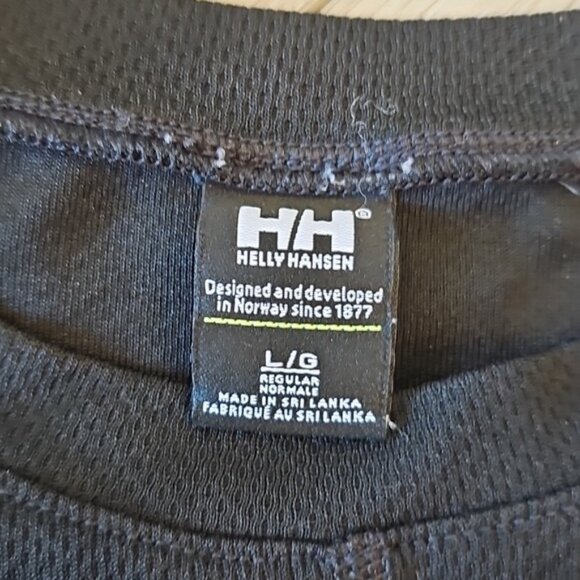 HH®
HELLY HANSEN
Designed and developed
in Norway since 1877
L/G
REGULAR
NORMALE
MADE IN SRI LANKA
FABRIQUÉ AU SRI LANKA